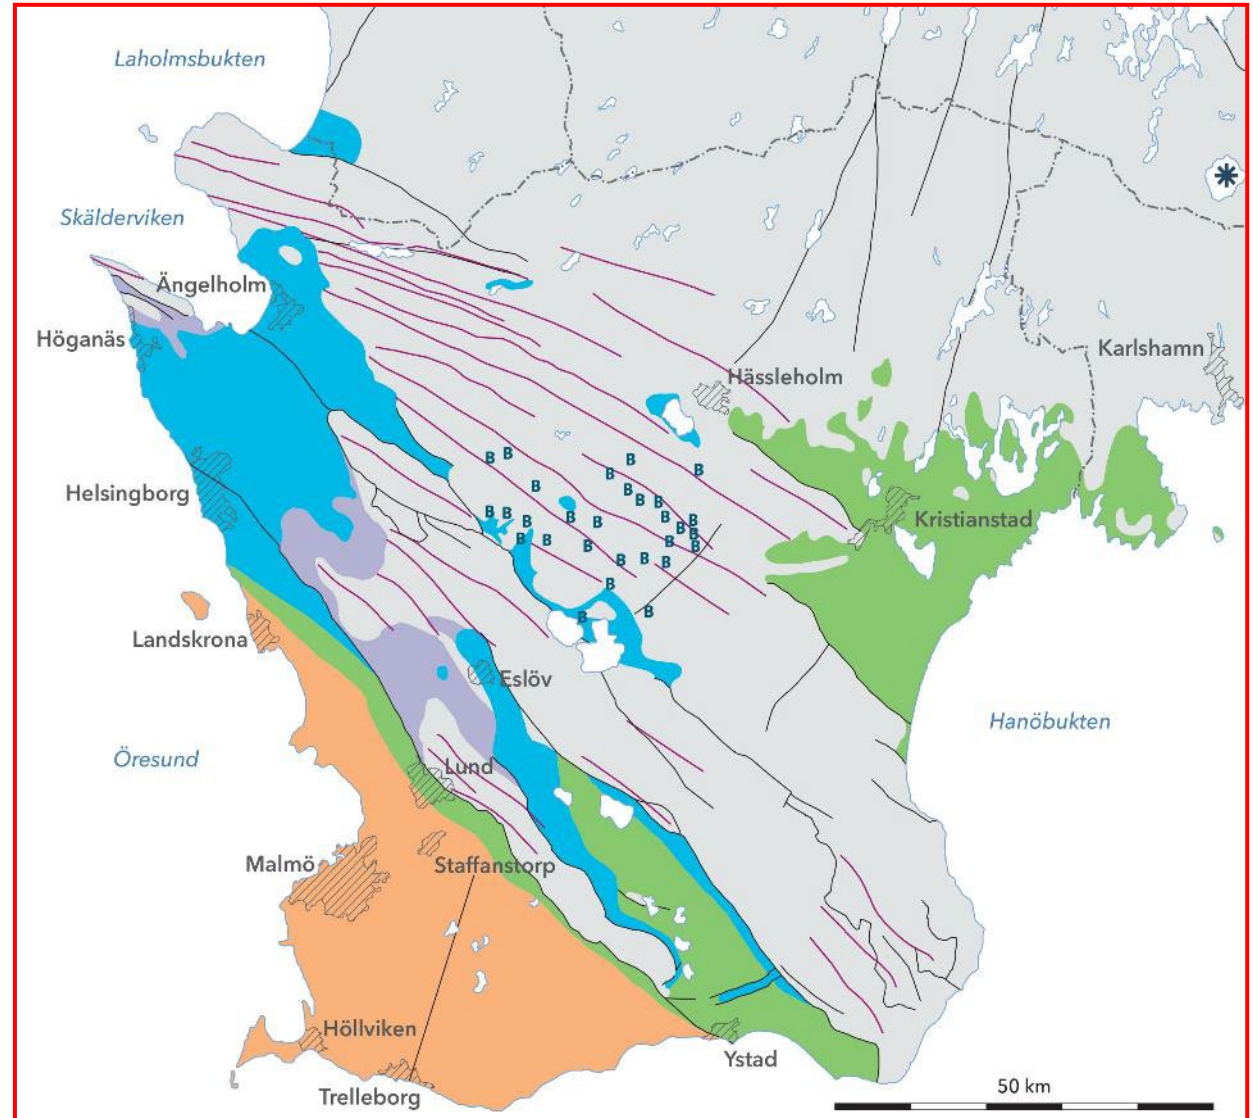 Laholmsbukten
Skälderviken
Ängelholm
Höganäs
Karlshamn
Hässleholm
B
B
B
B
B
B
B
B
B
B
Helsingborg
B
B
B
B
B
B
B
B
Kristianstad
B
B
B
B
B
B
B
B
B
B
B
B
Landskrona
Eslöv
Hanöbukten
Öresund
Lund
Malmö
Staffanstorp
Höllviken
Ystad
Trelleborg
50 km